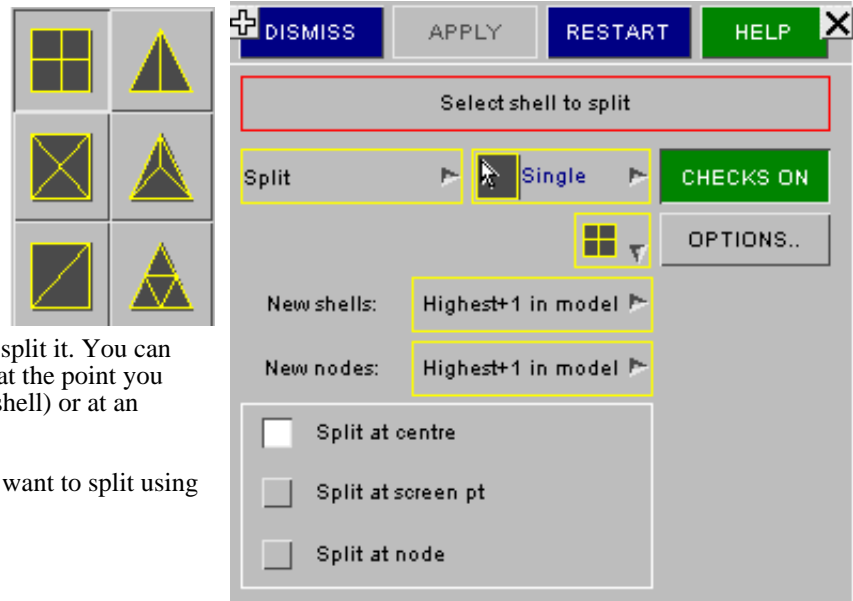 DISMISS APPLY RESTART HELP
Select shell to split
Split Single CHECKS ON
OPTIONS..
New shells: Highest+1 in model
New nodes: Highest+1 in model
Split at centre
Split at screen pt
Split at node
split it. You can
at the point you
shell) or at an
want to split using